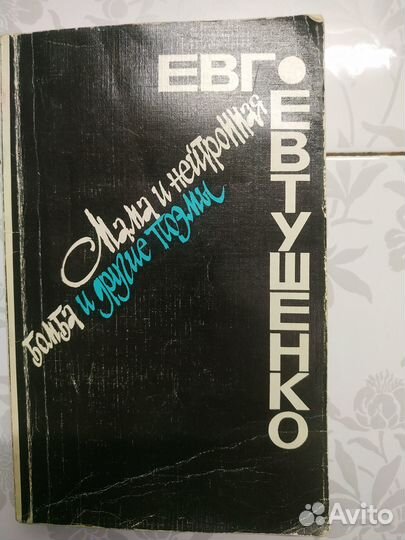 ЕВГ.
ЕВТУШЕНКО
Мама и нейтронная
бомба и другие поэмы
Avito